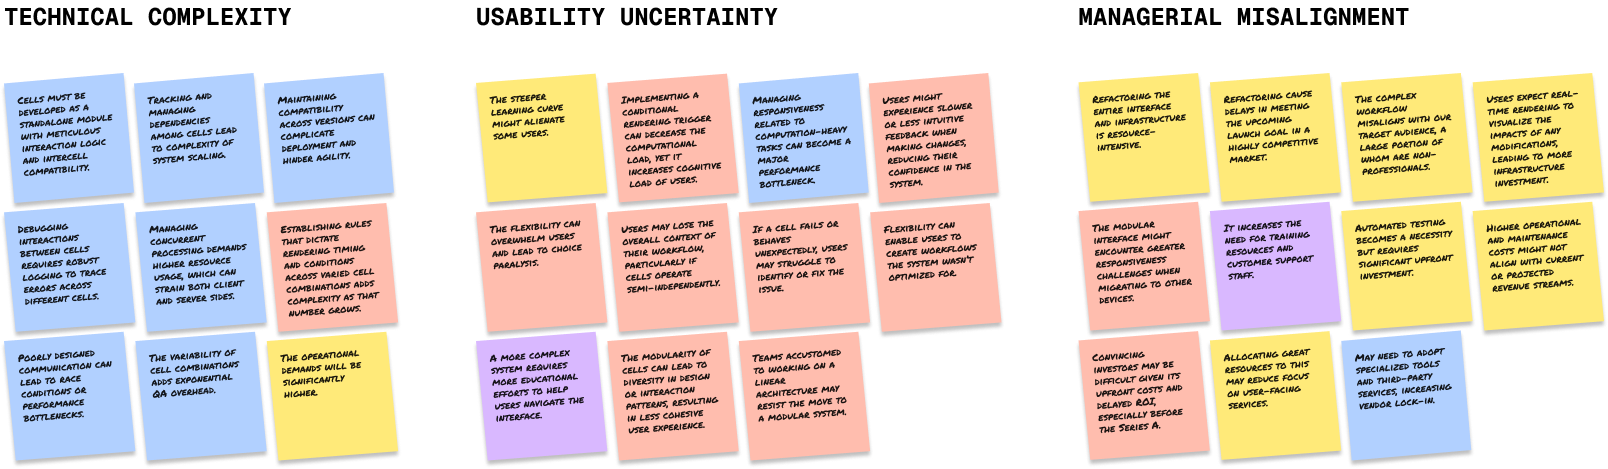 TECHNICAL COMPLEXITY
CELLS MUST BE
DEVELOPED AS A
STANDALONE MODULE
WITH METICULOUS
INTERACTION LOGIC
AND INTERCELL
COMPATIBILITY.
TRACKING AND
MANAGING
DEPENDENCIES
AMONG CELLS LEAD
TO COMPLEXITY OF
SYSTEM SCALING.
MAINTAINING
COMPATIBILITY
ACROSS VERSIONS CAN
COMPLICATE
DEPLOYMENT AND
HINDER AGILITY.
DEBUGGING
INTERACTIONS
BETWEEN CELLS
REQUIRES ROBUST
LOGGING TO TRACE
ERRORS ACROSS
DIFFERENT CELLS.
MANAGING
CONCURRENT
PROCESSING DEMANDS
HIGHER RESOURCE
USAGE, WHICH CAN
STRAIN BOTH CLIENT
AND SERVER SIDES.
ESTABLISHING RULES
THAT DICTATE
RENDERING TIMING
AND CONDITIONS
ACROSS VARIED CELL
COMBINATIONS ADDS
COMPLEXITY AS THAT
NUMBER GROWS.
POORLY DESIGNED
COMMUNICATION CAN
LEAD TO RACE
CONDITIONS OR
PERFORMANCE
BOTTLENECKS.
THE VARIABILITY OF
CELL COMBINATIONS
ADDS EXPONENTIAL
QA OVERHEAD.
THE OPERATIONAL
DEMANDS WILL BE
SIGNIFICANTLY
HIGHER.
USABILITY UNCERTAINTY
THE STEEPER
LEARNING CURVE
MIGHT ALIENATE
SOME USERS.
IMPLEMENTING A
CONDITIONAL
RENDERING TRIGGER
CAN DECREASE THE
COMPUTATIONAL
LOAD, YET IT
INCREASES COGNITIVE
LOAD OF USERS.
MANAGING
RESPONSIVENESS
RELATED TO
COMPUTATION-HEAVY
TASKS CAN BECOME A
MAJOR
PERFORMANCE
BOTTLENECK.
USERS MIGHT
EXPERIENCE SLOWER
OR LESS INTUITIVE
FEEDBACK WHEN
MAKING CHANGES,
REDUCING THEIR
CONFIDENCE IN THE
SYSTEM.
THE FLEXIBILITY CAN
OVERWHELM USERS
AND LEAD TO CHOICE
PARALYSIS.
USERS MAY LOSE THE
OVERALL CONTEXT OF
THEIR WORKFLOW,
PARTICULARLY IF
CELLS OPERATE
SEMI-INDEPENDENTLY.
IF A CELL FAILS OR
BEHAVES
UNEXPECTEDLY, USERS
MAY STRUGGLE TO
IDENTIFY OR FIX THE
ISSUE.
FLEXIBILITY CAN
ENABLE USERS TO
CREATE WORKFLOWS
THE SYSTEM WASN'T
OPTIMIZED FOR.
A MORE COMPLEX
SYSTEM REQUIRES
MORE EDUCATIONAL
EFFORTS TO HELP
USERS NAVIGATE THE
INTERFACE.
THE MODULARITY OF
CELLS CAN LEAD TO
DIVERSITY IN DESIGN
OR INTERACTION
PATTERNS, RESULTING
IN LESS COHESIVE
USER EXPERIENCE.
TEAMS ACCUSTOMED
TO WORKING ON A
LINEAR
ARCHITECTURE MAY
RESIST THE MOVE TO
A MODULAR SYSTEM.
MANAGERIAL MISALIGNMENT
REFACTORING THE
ENTIRE INTERFACE
AND INFRASTRUCTURE
IS RESOURCE-
INTENSIVE.
REFACTORING CAUSE
DELAYS IN MEETING
THE UPCOMING
LAUNCH GOAL IN A
HIGHLY COMPETITIVE
MARKET.
THE COMPLEX
WORKFLOW
MISALIGNS WITH OUR
TARGET AUDIENCE, A
LARGE PORTION OF
WHOM ARE NON-
PROFESSIONALS.
USERS EXPECT REAL-
TIME RENDERING TO
VISUALIZE THE
IMPACTS OF ANY
MODIFICATIONS,
LEADING TO MORE
INFRASTRUCTURE
INVESTMENT.
THE MODULAR
INTERFACE MIGHT
ENCOUNTER GREATER
RESPONSIVENESS
CHALLENGES WHEN
MIGRATING TO OTHER
DEVICES.
IT INCREASES THE
NEED FOR TRAINING
RESOURCES AND
CUSTOMER SUPPORT
STAFF.
AUTOMATED TESTING
BECOMES A NECESSITY
BUT REQUIRES
SIGNIFICANT UPFRONT
INVESTMENT.
HIGHER OPERATIONAL
AND MAINTENANCE
COSTS MIGHT NOT
ALIGN WITH CURRENT
OR PROJECTED
REVENUE STREAMS.
CONVINCING
INVESTORS MAY BE
DIFFICULT GIVEN ITS
UPFRONT COSTS AND
DELAYED ROI,
ESPECIALLY BEFORE
THE SERIES A.
ALLOCATING GREAT
RESOURCES TO THIS
MAY REDUCE FOCUS
ON USER-FACING
SERVICES.
MAY NEED TO ADOPT
SPECIALIZED TOOLS
AND THIRD-PARTY
SERVICES, INCREASING
VENDOR LOCK-IN.